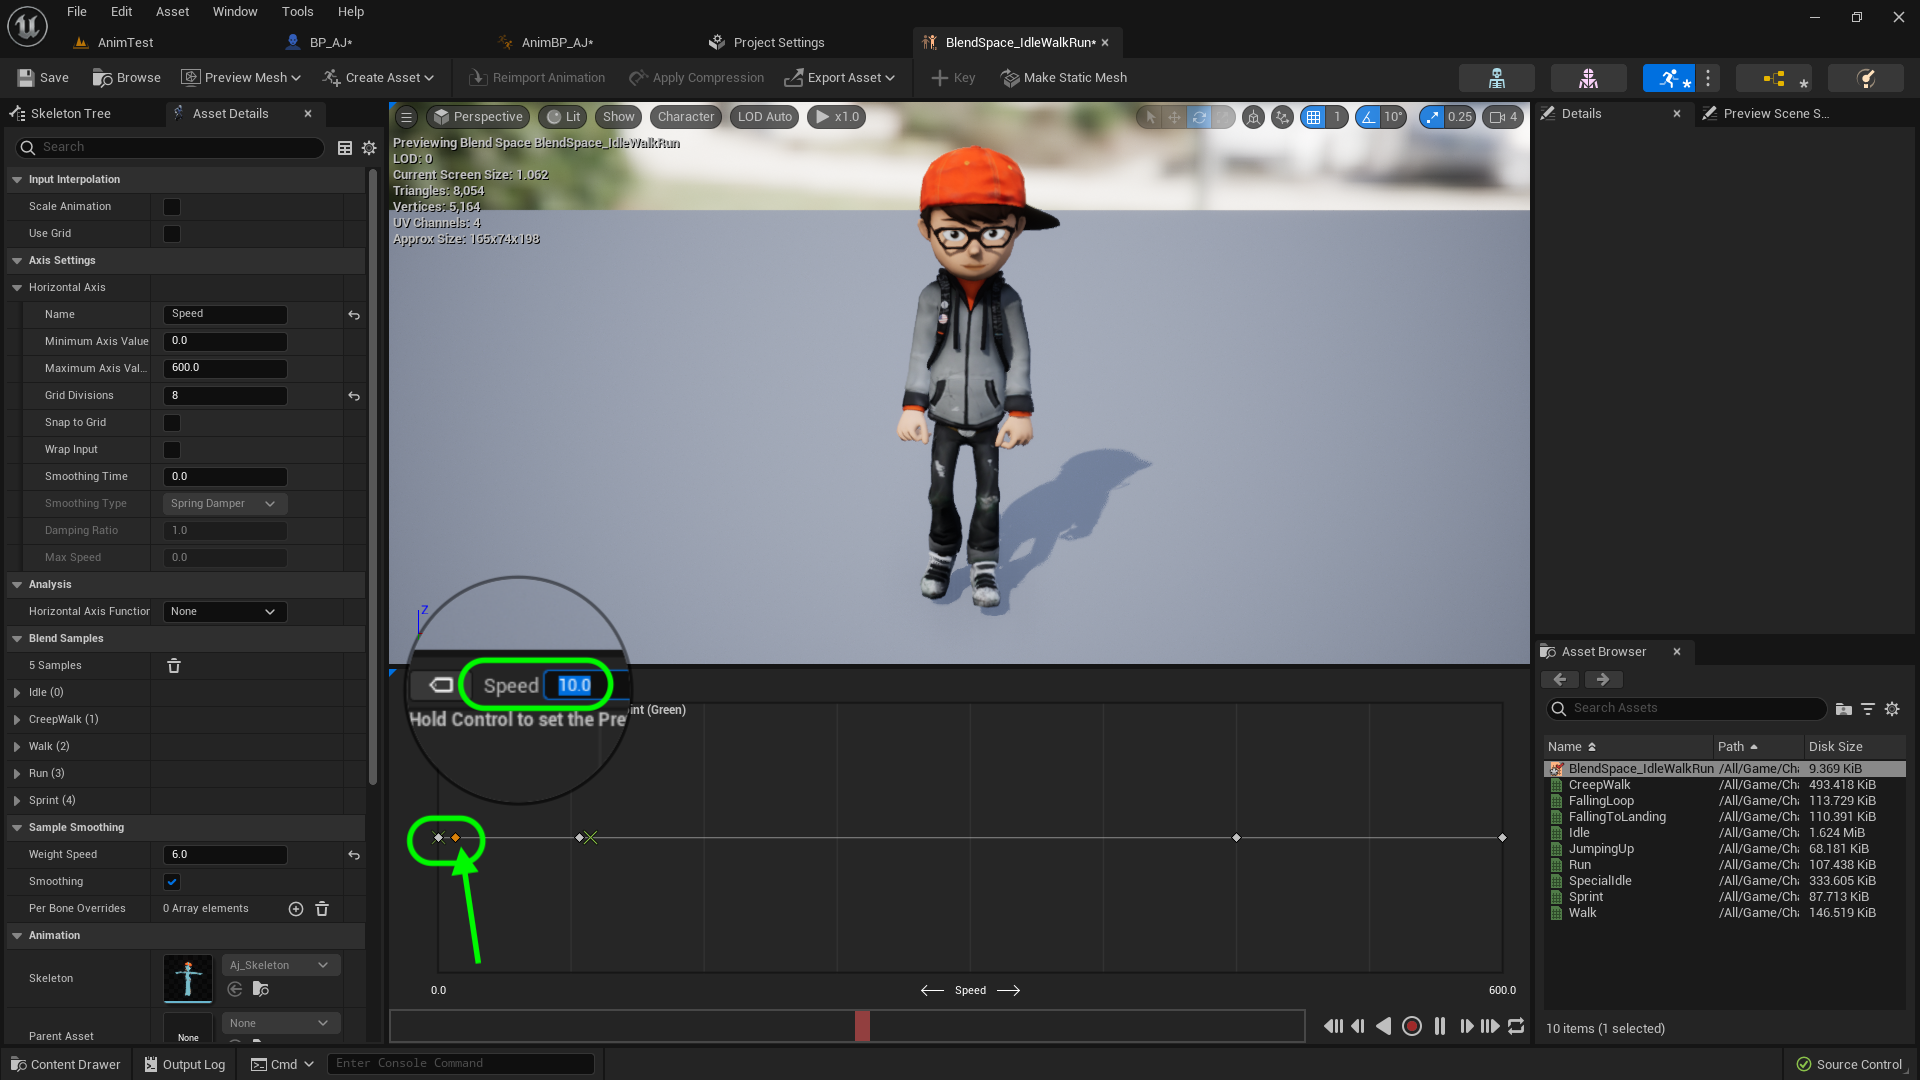 File Edit Asset Window Tools Help
AnimTest BP_AJ* AnimBP_AJ* Project Settings BlendSpace_IdleWalkRun*
Save Browse Preview Mesh Create Asset Reimport Animation Apply Compression Export Asset Key Make Static Mesh
Skeleton Tree Asset Details
Search
Input Interpolation
Scale Animation
Use Grid
Axis Settings
Horizontal Axis
Name Speed
Minimum Axis Value 0.0
Maximum Axis Val... 600.0
Grid Divisions 8
Snap to Grid
Wrap Input
Smoothing Time 0.0
Smoothing Type Spring Damper
Damping Ratio 1.0
Max Speed 0.0
Analysis
Horizontal Axis Function None
Blend Samples
5 Samples
Idle (0)
CreepWalk (1)
Walk (2)
Run (3)
Sprint (4)
Sample Smoothing
Weight Speed 6.0
Smoothing
Per Bone Overrides 0 Array elements
Animation
Skeleton Aj_Skeleton
Parent Asset None None
Perspective Lit Show Character LOD Auto x1.0 1 10° 0.25 4
Previewing Blend Space BlendSpace_IdleWalkRun
LOD: 0
Current Screen Size: 1.062
Triangles: 8,054
Vertices: 5,164
UV Channels: 4
Approx Size: 165x74x198
Z
Speed 10.0
Hold Control to set the Pre int (Green)
0.0 Speed 600.0
Details Preview Scene S...
Asset Browser
Search Assets
Name Path Disk Size
BlendSpace_IdleWalkRun /All/Game/Cha 9.369 KiB
CreepWalk /All/Game/Cha 493.418 KiB
FallingLoop /All/Game/Cha 113.729 KiB
FallingToLanding /All/Game/Cha 110.391 KiB
Idle /All/Game/Cha 1.624 MiB
JumpingUp /All/Game/Cha 68.181 KiB
Run /All/Game/Cha 107.438 KiB
SpecialIdle /All/Game/Cha 333.605 KiB
Sprint /All/Game/Cha 87.713 KiB
Walk /All/Game/Cha 146.519 KiB
10 items (1 selected)
Content Drawer Output Log Cmd Enter Console Command Source Control